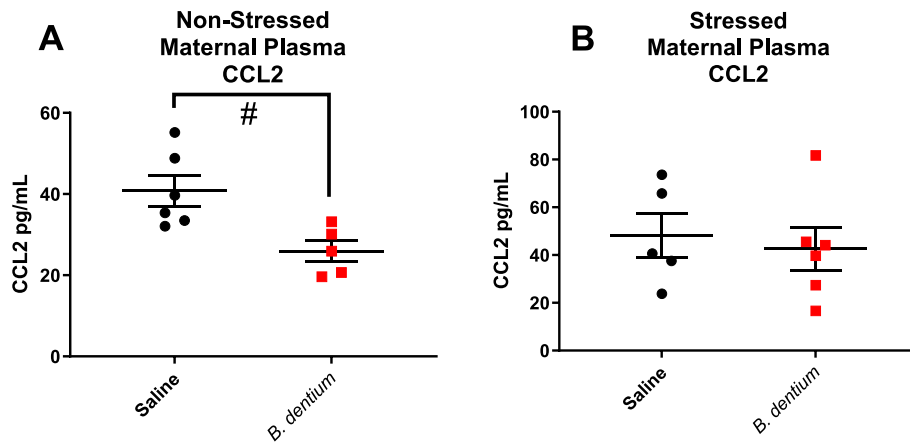 A
Non-Stressed
Maternal Plasma
CCL2
#
CCL2 pg/mL
60
40
20
0
Saline
B. dentium
B
Stressed
Maternal Plasma
CCL2
CCL2 pg/mL
100
80
60
40
20
0
Saline
B. dentium